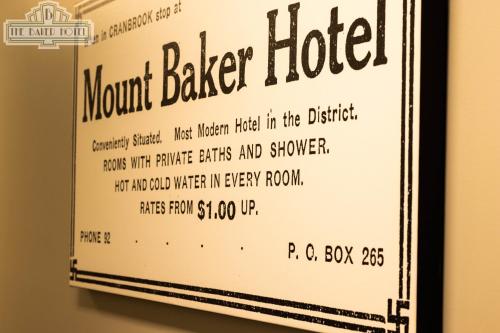 THE BAKER HOTEL
in CRANBROOK stop at
Mount Baker Hotel
Conveniently Situated. Most Modern Hotel in the District.
ROOMS WITH PRIVATE BATHS AND SHOWER.
HOT AND COLD WATER IN EVERY ROOM.
RATES FROM $1.00 UP.
PHONE 92 . . . . P. O. BOX 265